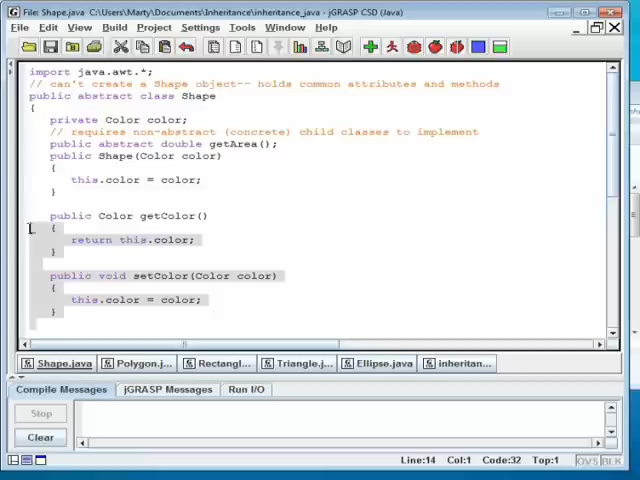 File: Shape.java C:\Users\Marty\Documents\Inheritance\inheritance_java - jGRASP CSD (Java)
File Edit View Build Project Settings Tools Window Help
import java.awt.*;
// can't create a Shape object-- holds common attributes and methods
public abstract class Shape
{
private Color color;
// requires non-abstract (concrete) child classes to implement
public abstract double getArea();
public Shape(Color color)
{
this.color = color;
}
public Color getColor()
{
return this.color;
}
public void setColor(Color color)
{
this.color = color;
}
Shape.java Polygon.j... Rectangl... Triangle.j... Ellipse.java inheritan...
Compile Messages jGRASP Messages Run I/O
Stop
Clear
Line:14 Col:1 Code:32 Top:1 OVS BLK